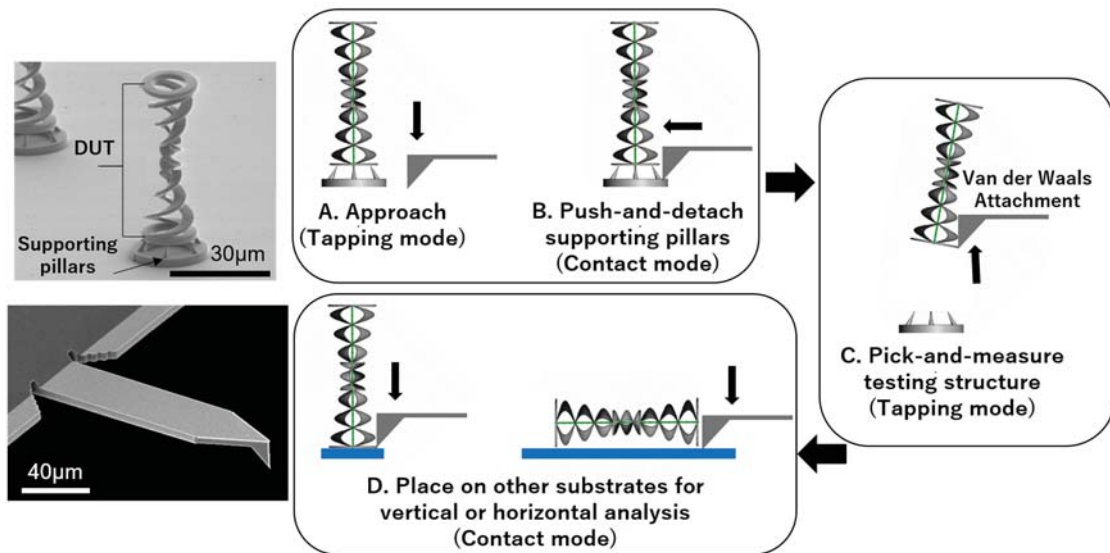 DUT
Supporting
pillars
30μm
40μm
A. Approach
(Tapping mode)
B. Push-and-detach
supporting pillars
(Contact mode)
Van der Waals
Attachment
C. Pick-and-measure
testing structure
(Tapping mode)
D. Place on other substrates for
vertical or horizontal analysis
(Contact mode)